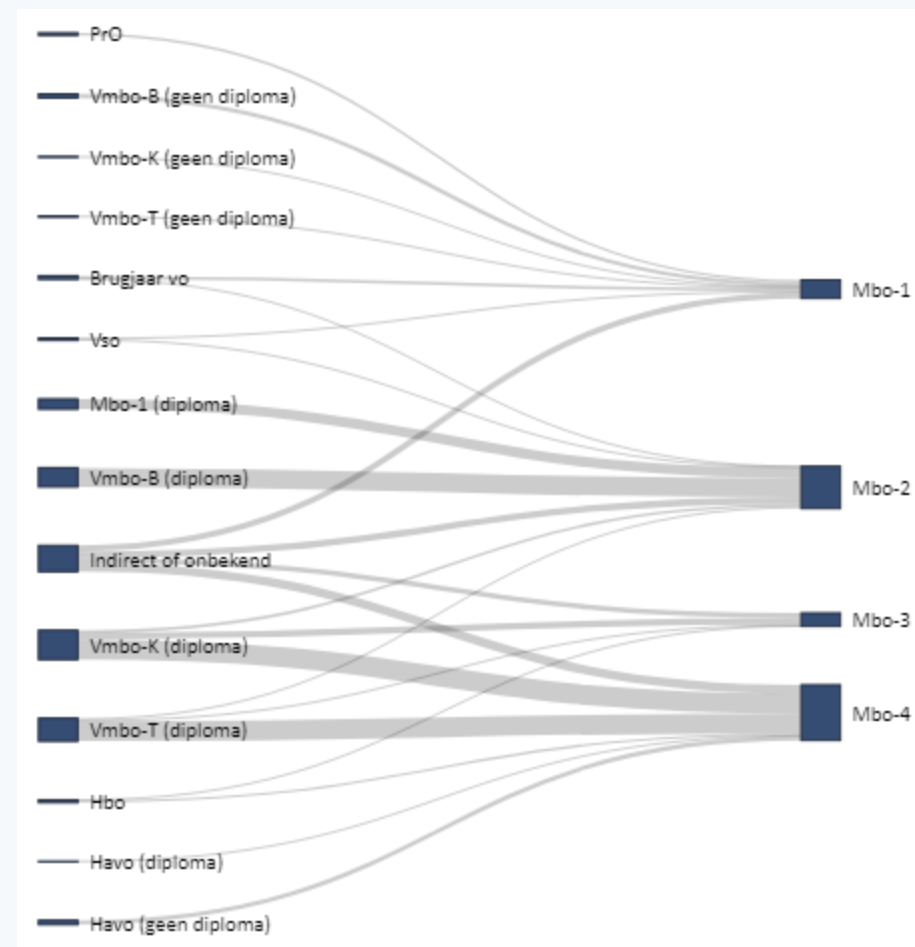 PrO
Vmbo-B (geen diploma)
Vmbo-K (geen diploma)
Vmbo-T (geen diploma)
Brugjaar vo
Vso
Mbo-1 (diploma)
Vmbo-B (diploma)
Indirect of onbekend
Vmbo-K (diploma)
Vmbo-T (diploma)
Hbo
Havo (diploma)
Havo (geen diploma)
Mbo-1
Mbo-2
Mbo-3
Mbo-4